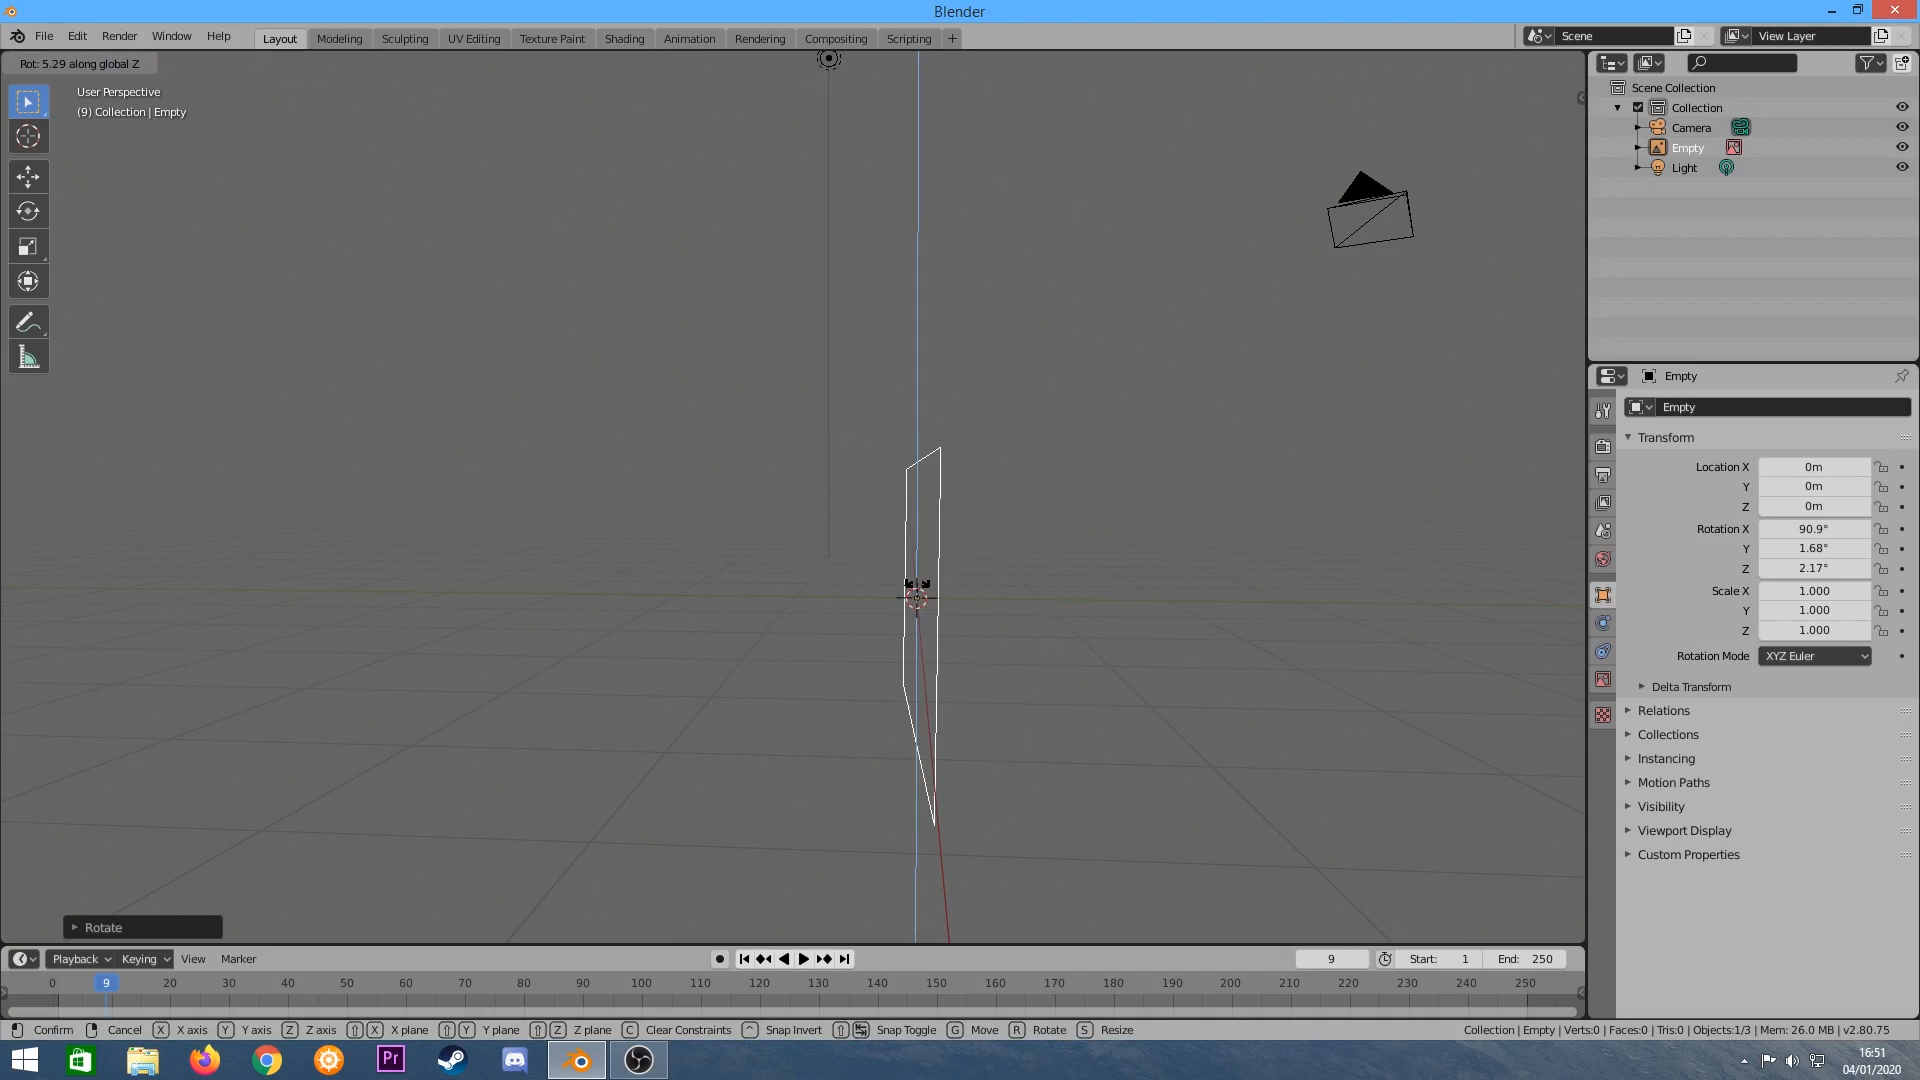 Blender
File Edit Render Window Help
Layout Modeling Sculpting UV Editing Texture Paint Shading Animation Rendering Compositing Scripting +
Scene
View Layer
Rot: 5.29 along global Z
User Perspective
(9) Collection | Empty
Scene Collection
Collection
Camera
Empty
Light
Empty
Empty
Transform
Location X 0m
Y 0m
Z 0m
Rotation X 90.9°
Y 1.68°
Z 2.17°
Scale X 1.000
Y 1.000
Z 1.000
Rotation Mode XYZ Euler
Delta Transform
Relations
Collections
Instancing
Motion Paths
Visibility
Viewport Display
Custom Properties
Rotate
Playback Keying View Marker
9 Start: 1 End: 250
0 9 20 30 40 50 60 70 80 90 100 110 120 130 140 150 160 170 180 190 200 210 220 230 240 250
Confirm Cancel X X axis Y Y axis Z Z axis X X plane Y Y plane Z Z plane C Clear Constraints ^ Snap Invert Snap Toggle G Move R Rotate S Resize
Collection | Empty | Verts:0 | Faces:0 | Tris:0 | Objects:1/3 | Mem: 26.0 MB | v2.80.75
Pr
16:51
04/01/2020